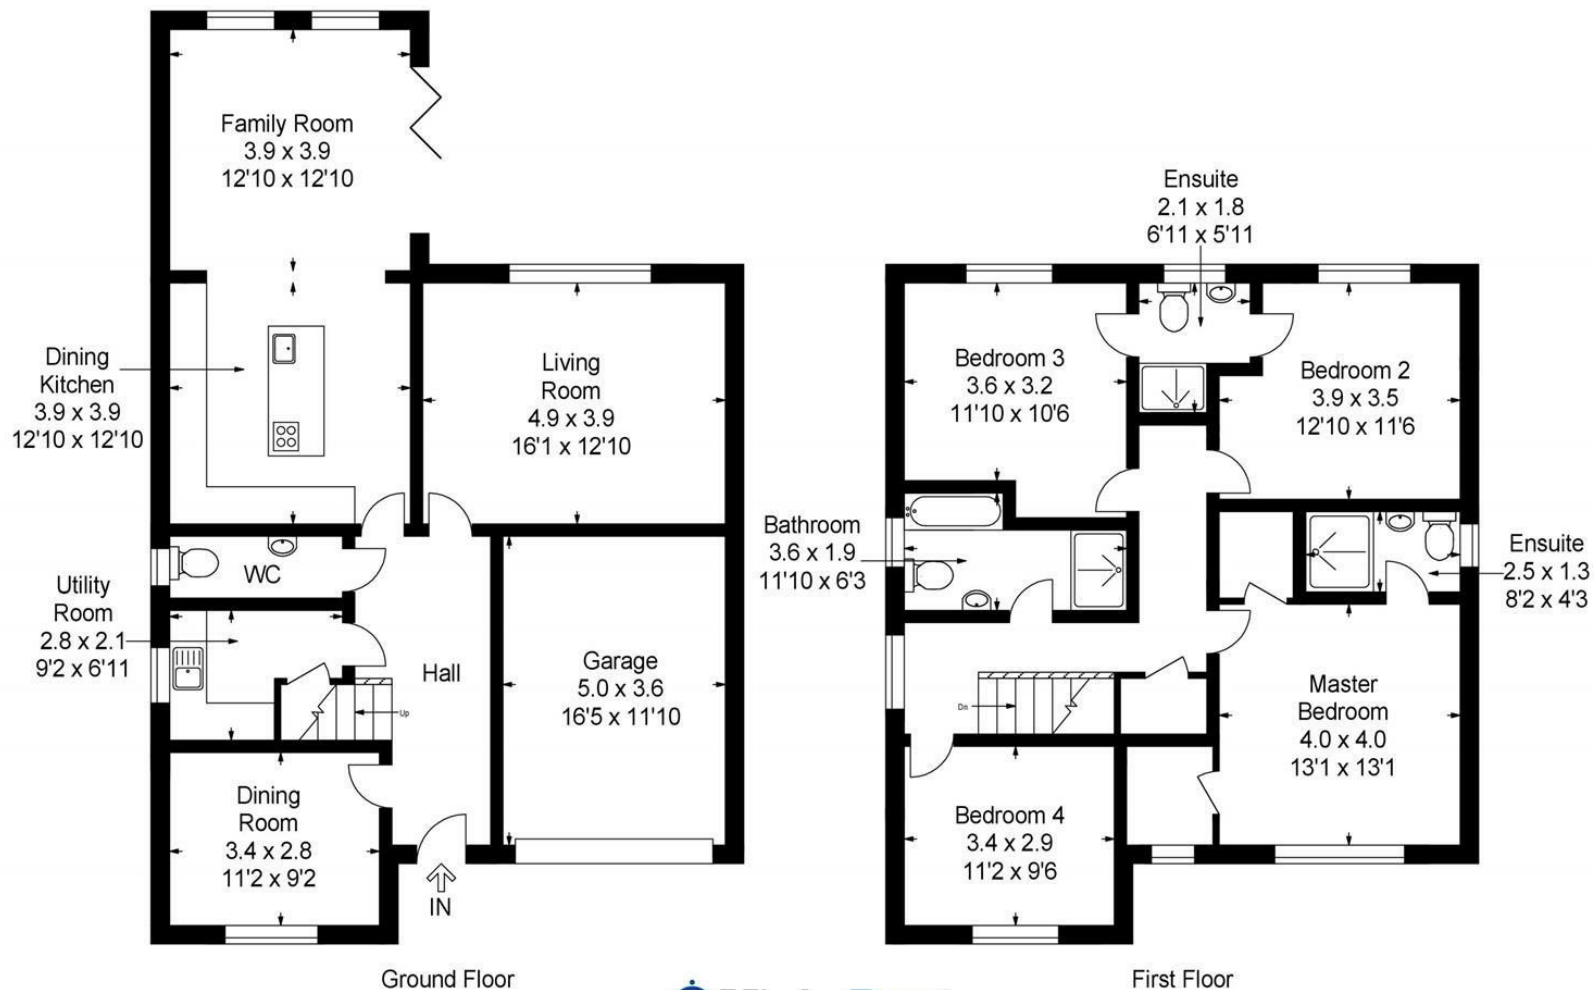 Family Room
3.9 x 3.9
12'10 x 12'10
Dining
Kitchen
3.9 x 3.9
12'10 x 12'10
Living
Room
4.9 x 3.9
16'1 x 12'10
WC
Utility
Room
2.8 x 2.1
9'2 x 6'11
Hall
Up
Garage
5.0 x 3.6
16'5 x 11'10
Dining
Room
3.4 x 2.8
11'2 x 9'2
IN
Ground Floor
Ensuite
2.1 x 1.8
6'11 x 5'11
Bedroom 3
3.6 x 3.2
11'10 x 10'6
Bedroom 2
3.9 x 3.5
12'10 x 11'6
Bathroom
3.6 x 1.9
11'10 x 6'3
Ensuite
2.5 x 1.3
8'2 x 4'3
Dn
Master
Bedroom
4.0 x 4.0
13'1 x 13'1
Bedroom 4
3.4 x 2.9
11'2 x 9'6
First Floor